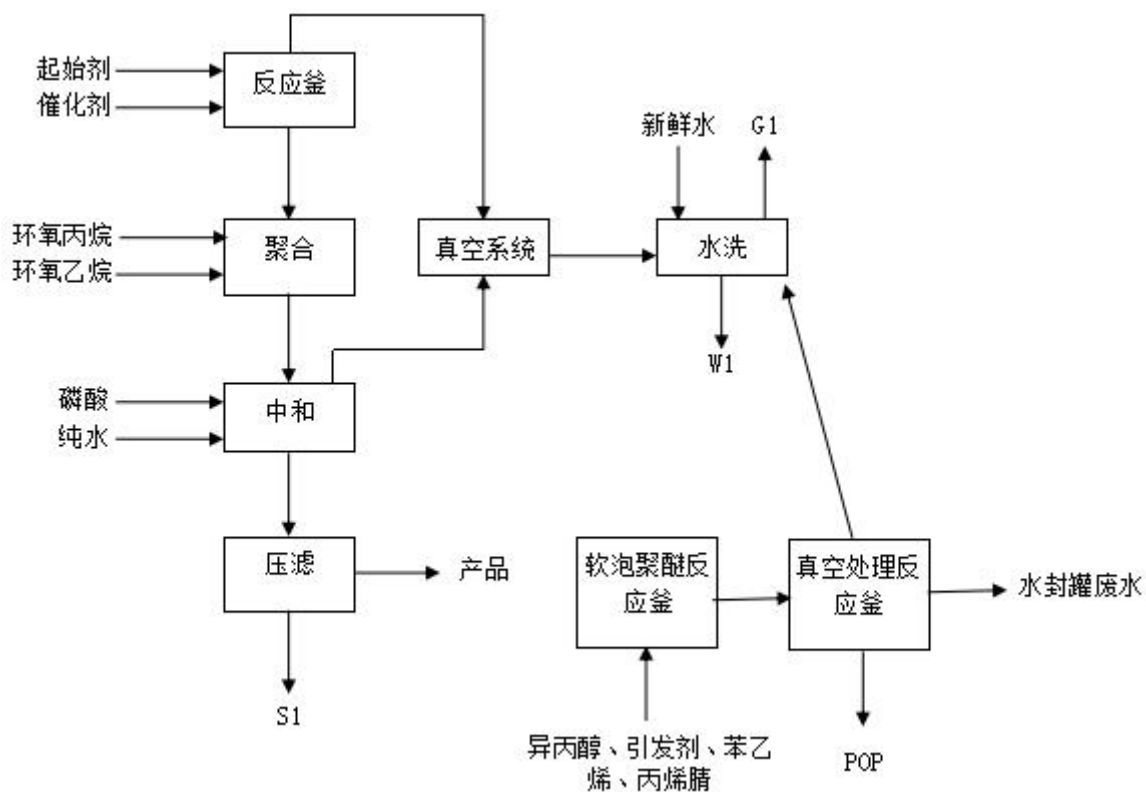 起始剂
催化剂
反应釜
新鲜水
G1
环氧丙烷
环氧乙烷
聚合
真空系统
水洗
W1
磷酸
纯水
中和
压滤
产品
软泡聚醚反
应釜
真空处理反
应釜
水封罐废水
S1
异丙醇、引发剂、苯乙
烯、丙烯腈
POP